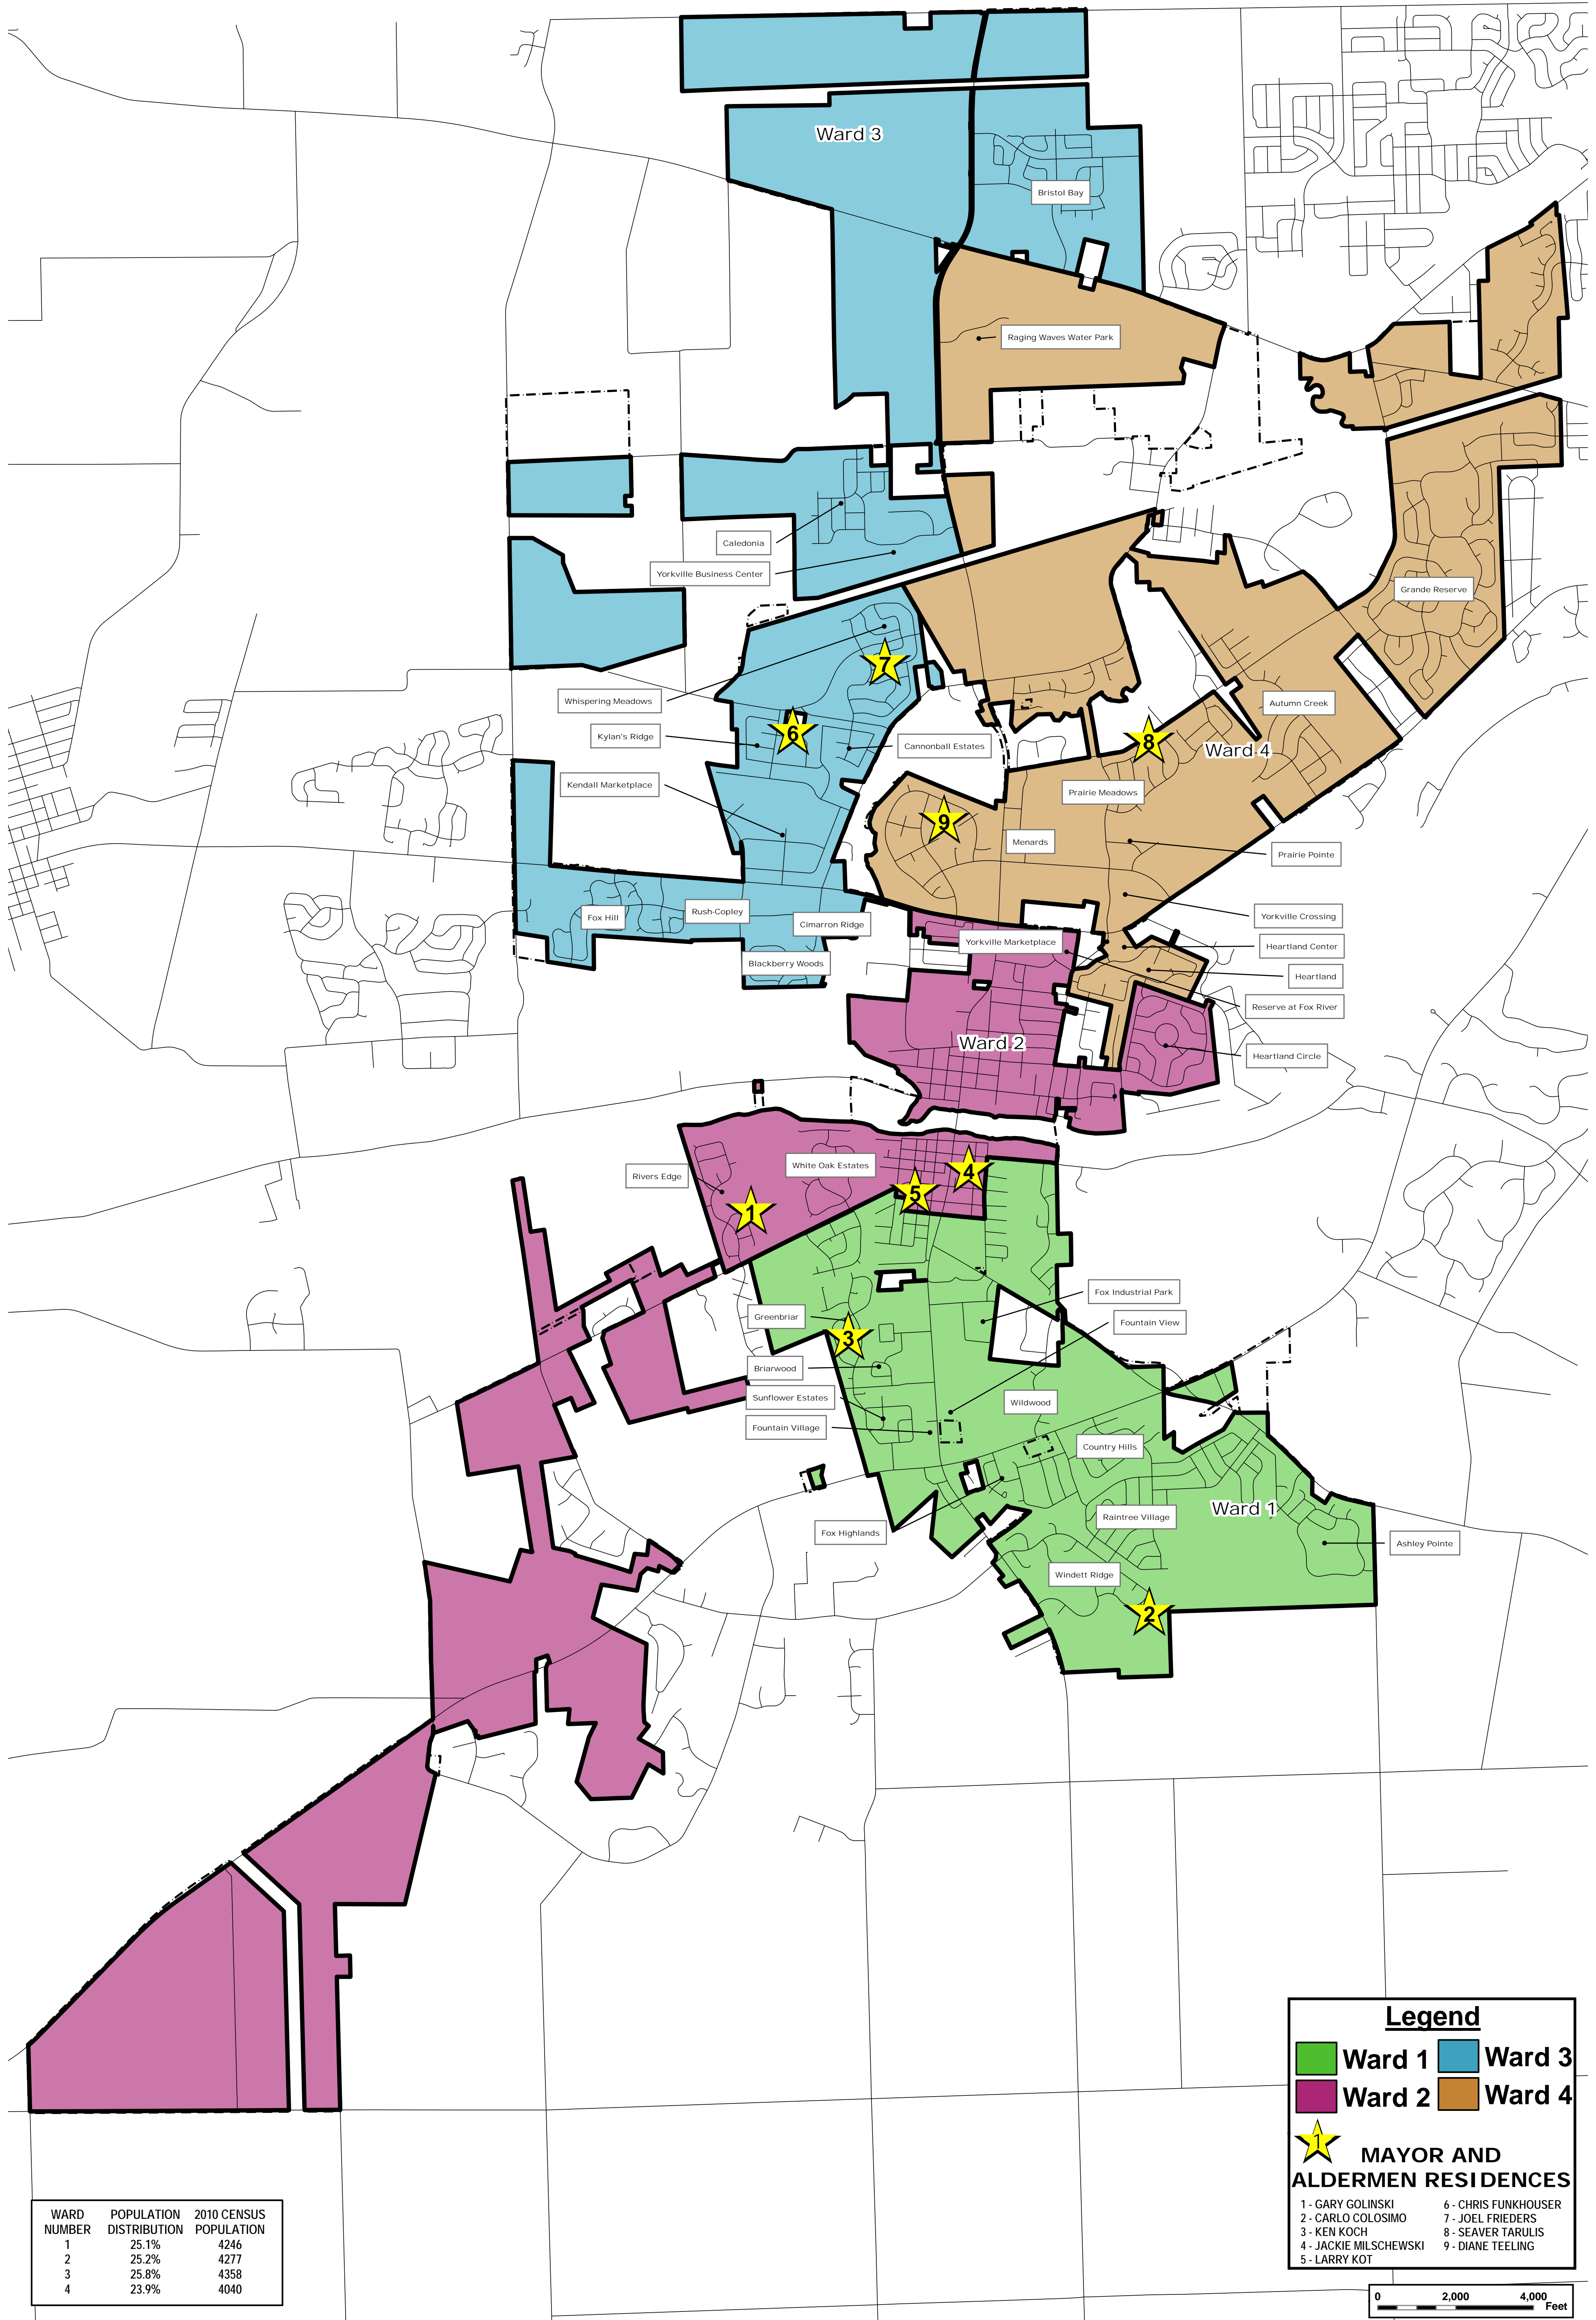 Ward 3
Bristol Bay
Raging Waves Water Park
Caledonia
Yorkville Business Center
Grande Reserve
Whispering Meadows
7
Autumn Creek
Kylan's Ridge
6
Cannonball Estates
8
Ward 4
Kendall Marketplace
Prairie Meadows
9
Menards
Prairie Pointe
Fox Hill
Rush-Copley
Cimarron Ridge
Yorkville Crossing
Yorkville Marketplace
Heartland Center
Blackberry Woods
Heartland
Reserve at Fox River
Ward 2
Heartland Circle
White Oak Estates
4
Rivers Edge
5
1
Fox Industrial Park
Greenbriar
Fountain View
3
Briarwood
Sunflower Estates
Wildwood
Fountain Village
Country Hills
Ward 1
Raintree Village
Fox Highlands
Ashley Pointe
Windett Ridge
2
Legend
Ward 1
Ward 3
Ward 2
Ward 4
1
MAYOR AND
ALDERMEN RESIDENCES
1 - GARY GOLINSKI
2 - CARLO COLOSIMO
3 - KEN KOCH
4 - JACKIE MILSCHEWSKI
5 - LARRY KOT
6 - CHRIS FUNKHOUSER
7 - JOEL FRIEDERS
8 - SEAVER TARULIS
9 - DIANE TEELING
WARD POPULATION 2010 CENSUS
NUMBER DISTRIBUTION POPULATION
1 25.1% 4246
2 25.2% 4277
3 25.8% 4358
4 23.9% 4040
0 2,000 4,000
Feet